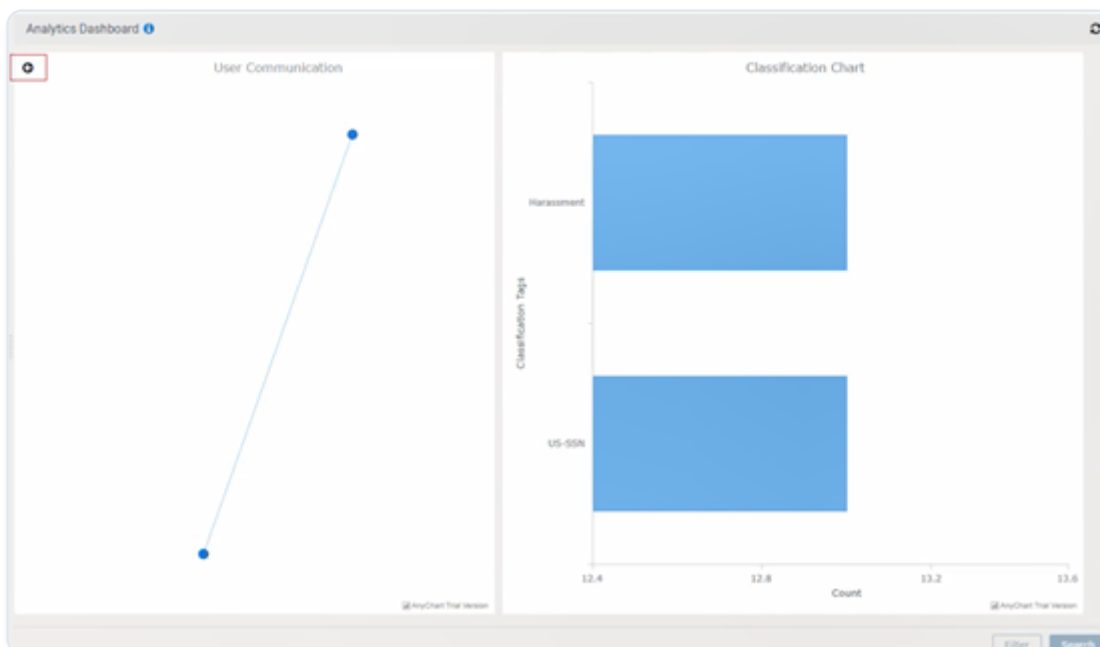 Analytics Dashboard
User Communication
AnyChart Trial Version
Classification Chart
Classification Tags
Harassment
US-SSN
12.4
12.8
13.2
13.6
Count
AnyChart Trial Version
Filter
Search